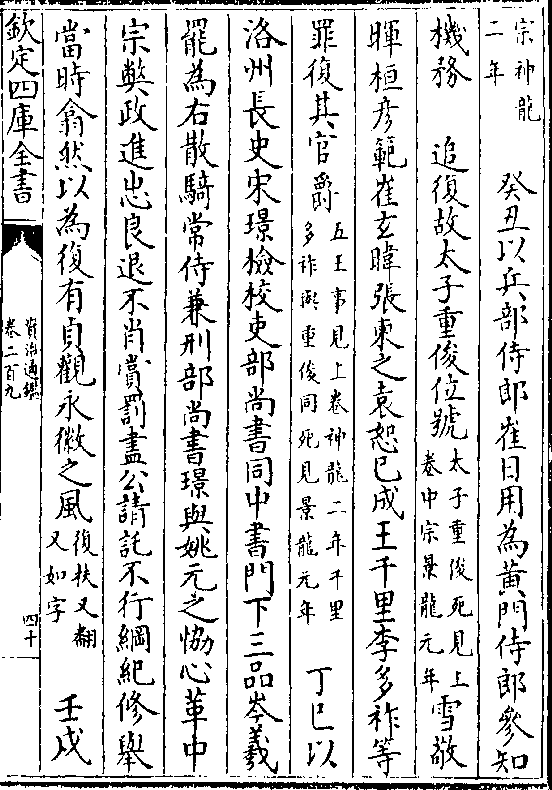 宗神龍
二年
癸丑以兵部侍郎崔日用為黄門侍郎參知
機務 追復故太子重俊位號太子重俊死見上
卷中宗景龍元年
雪敬
暉桓彦範崔玄暐張柬之袁恕已成王千里李多祚等
罪復其官爵五王事見上卷神龍二年千里
多祚與重俊同死見景龍元年
丁巳以
洛州長史宋璟檢校吏部尚書同中書門下三品岑羲
罷為右散騎常侍兼刑部尚書璟與姚元之恊心革中
宗弊政進忠良退不肖賞罰盡公請託不行綱紀修舉
當時翕然以為復有貞觀永徽之風復扶又翻
又如字
壬戌
欽定四庫全書
資治通鑑
卷二百九
四十